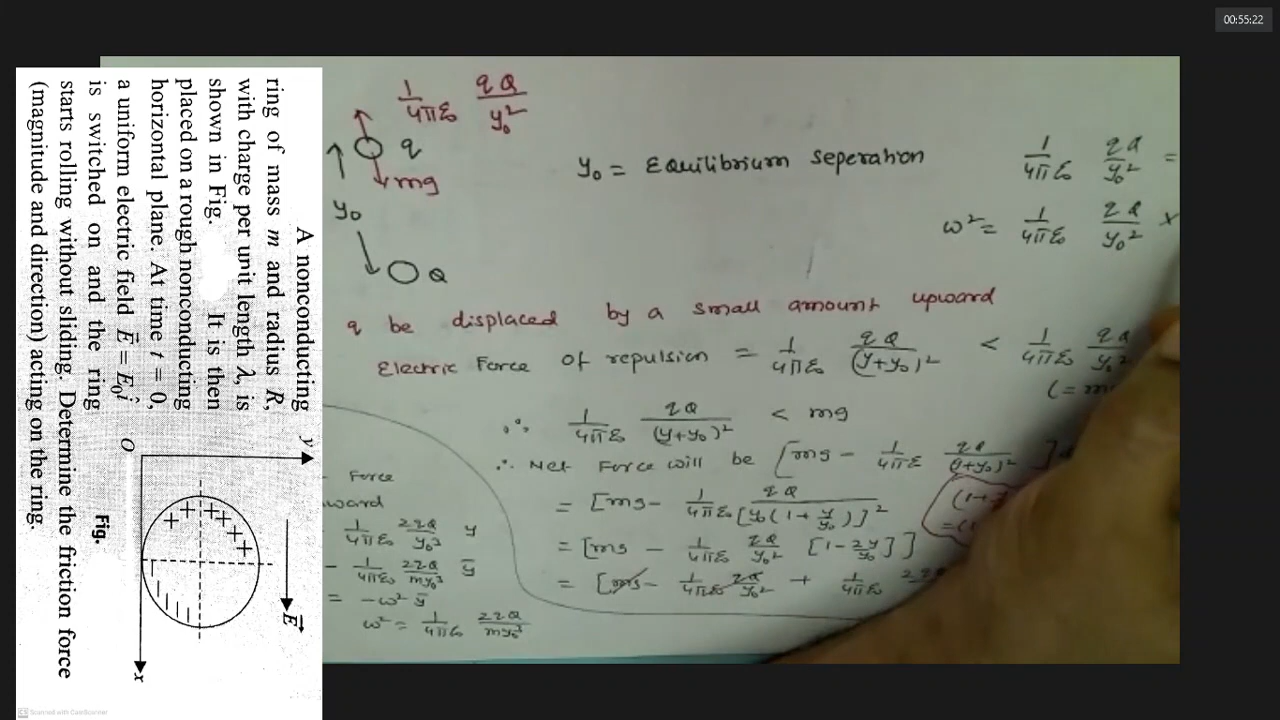 00:55:22
A nonconducting
ring of mass m and radius R,
with charge per unit length λ, is
shown in Fig. It is then
placed on a rough nonconducting
horizontal plane. At time t = 0,
a uniform electric field E⃗ = E₀î
is switched on and the ring
starts rolling without sliding. Determine the friction force
(magnitude and direction) acting on the ring.
y
E⃗
O
x
Fig.
CS Scanned with CamScanner
1/4πε₀ qQ/y₀²
q
mg
y₀
Q
y₀ = Equilibrium seperation
1/4πε₀ qQ/y₀² =
ω² = 1/4πε₀ 2Q/y₀² ×
q be displaced by a small amount upward
Electric Force of repulsion = 1/4πε₀ qQ/(y+y₀)² < 1/4πε₀ qQ/y₀²
∴ 1/4πε₀ qQ/(y+y₀)² < mg
∴ Net Force will be [mg - 1/4πε qQ/(y+y₀)²]
= [mg - 1/4πε₀ qQ/[y₀(1+y/y₀)]²]
= [mg - 1/4πε₀ qQ/y₀² [1-2y/y₀]]
= [mg - 1/4πε₀ qQ/y₀² + 1/4πε₀
Force
ward
1/4πε₀ 2qQ/y₀³ y
- 1/4πε₀ 2qQ/my₀³ y⃗
= -ω² y⃗
ω² = 1/4πε₀ 2qQ/my₀³